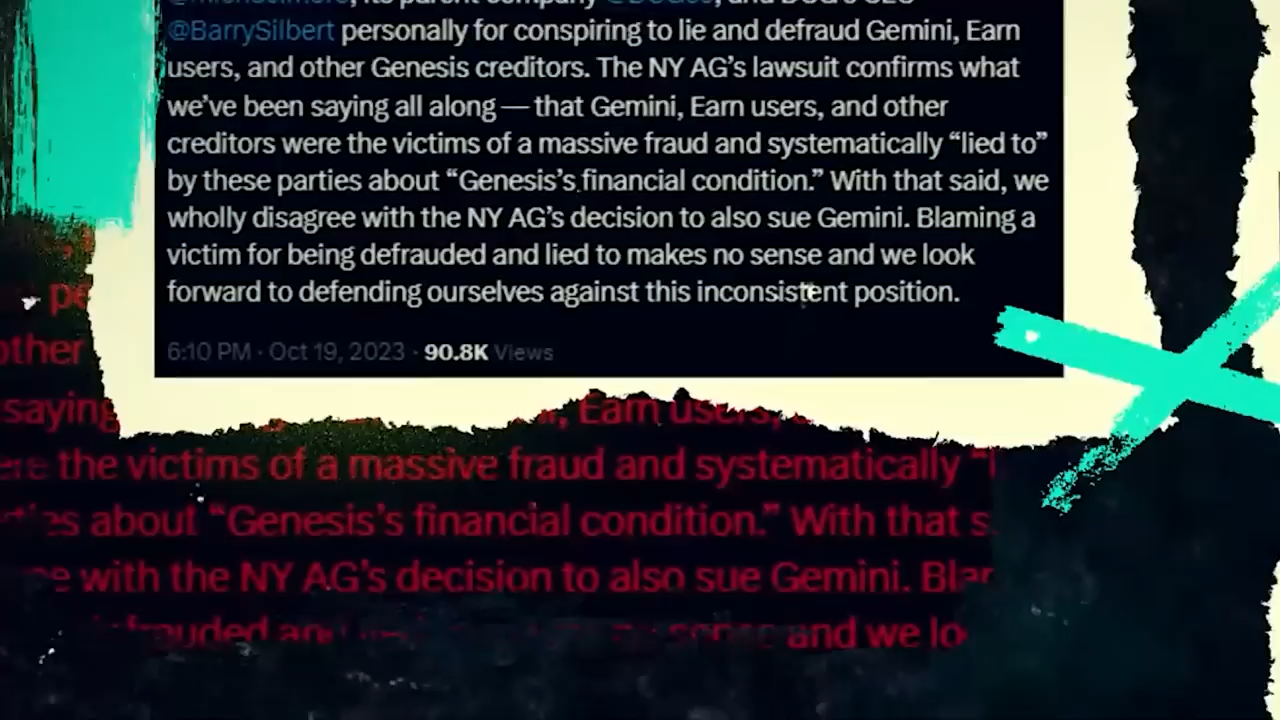 its parent company
@BarrySilbert personally for conspiring to lie and defraud Gemini, Earn
users, and other Genesis creditors. The NY AG’s lawsuit confirms what
we’ve been saying all along — that Gemini, Earn users, and other
creditors were the victims of a massive fraud and systematically “lied to”
by these parties about “Genesis’s financial condition.” With that said, we
wholly disagree with the NY AG’s decision to also sue Gemini. Blaming a
victim for being defrauded and lied to makes no sense and we look
forward to defending ourselves against this inconsistent position.
6:10 PM · Oct 19, 2023 · 90.8K Views
other
saying
Earn users,
the victims of a massive fraud and systematically
about “Genesis’s financial condition.” With that
with the NY AG’s decision to also sue Gemini.
and we